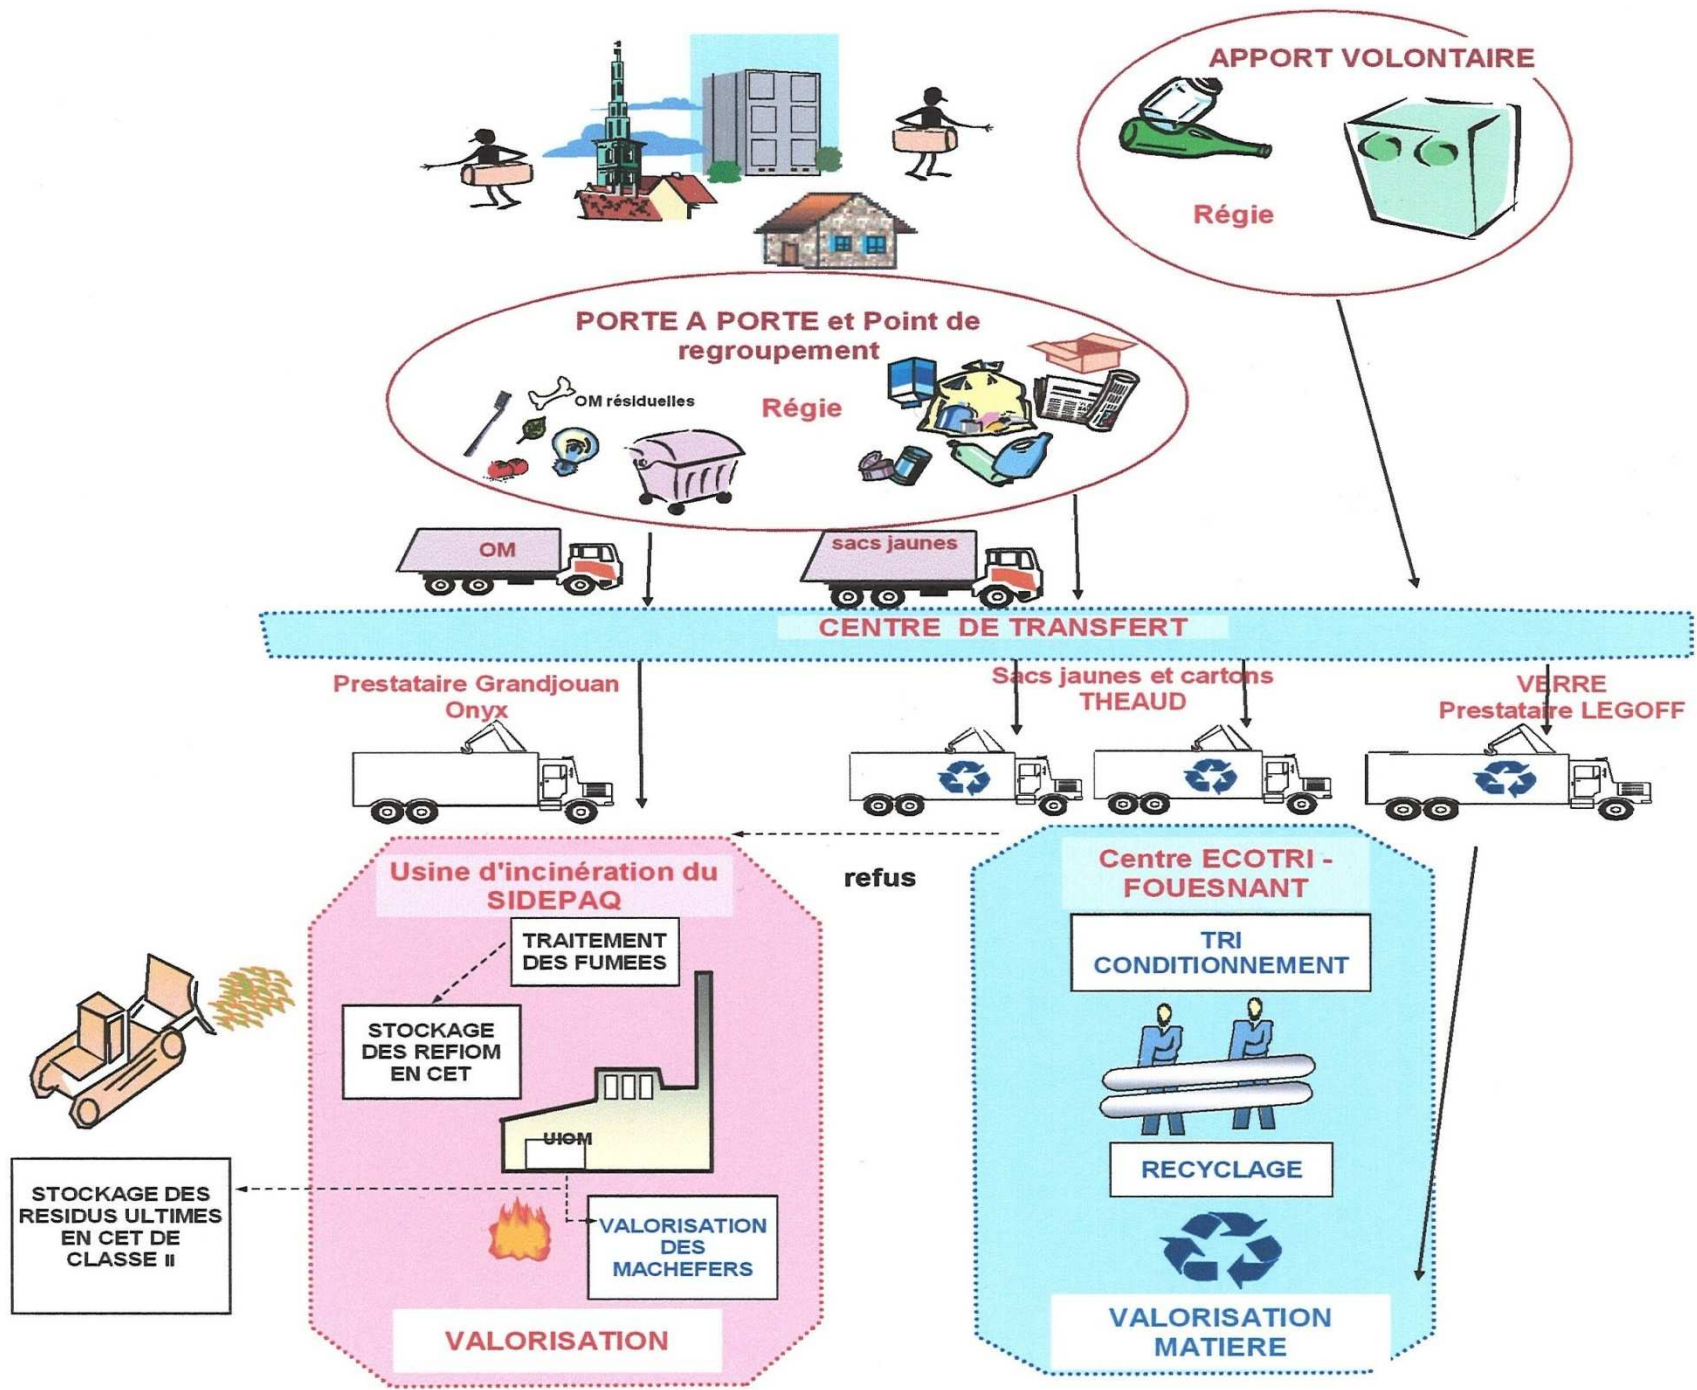 APPORT VOLONTAIRE
Régie
PORTE A PORTE et Point de
regroupement
OM résiduelles
Régie
OM
sacs jaunes
CENTRE DE TRANSFERT
Prestataire Grandjouan
Onyx
Sacs jaunes et cartons
THEAUD
VERRE
Prestataire LEGOFF
Usine d'incinération du
SIDEPAQ
refus
Centre ECOTRI -
FOUESNANT
TRAITEMENT
DES FUMEES
TRI
CONDITIONNEMENT
STOCKAGE
DES REFIOM
EN CET
UIOM
RECYCLAGE
STOCKAGE DES
RESIDUS ULTIMES
EN CET DE
CLASSE II
VALORISATION
DES
MACHEFERS
VALORISATION
VALORISATION
MATIERE